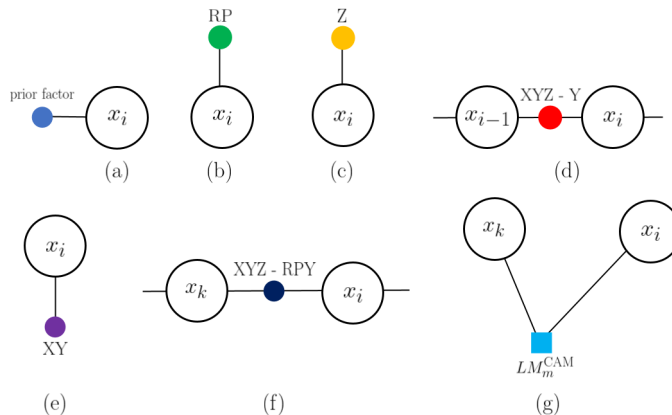 RP
Z
prior factor
x_i
x_i
x_i
x_{i-1}
XYZ - Y
x_i
(a)
(b)
(c)
(d)
x_i
XY
x_k
XYZ - RPY
x_i
x_k
x_i
LM_m^{CAM}
(e)
(f)
(g)